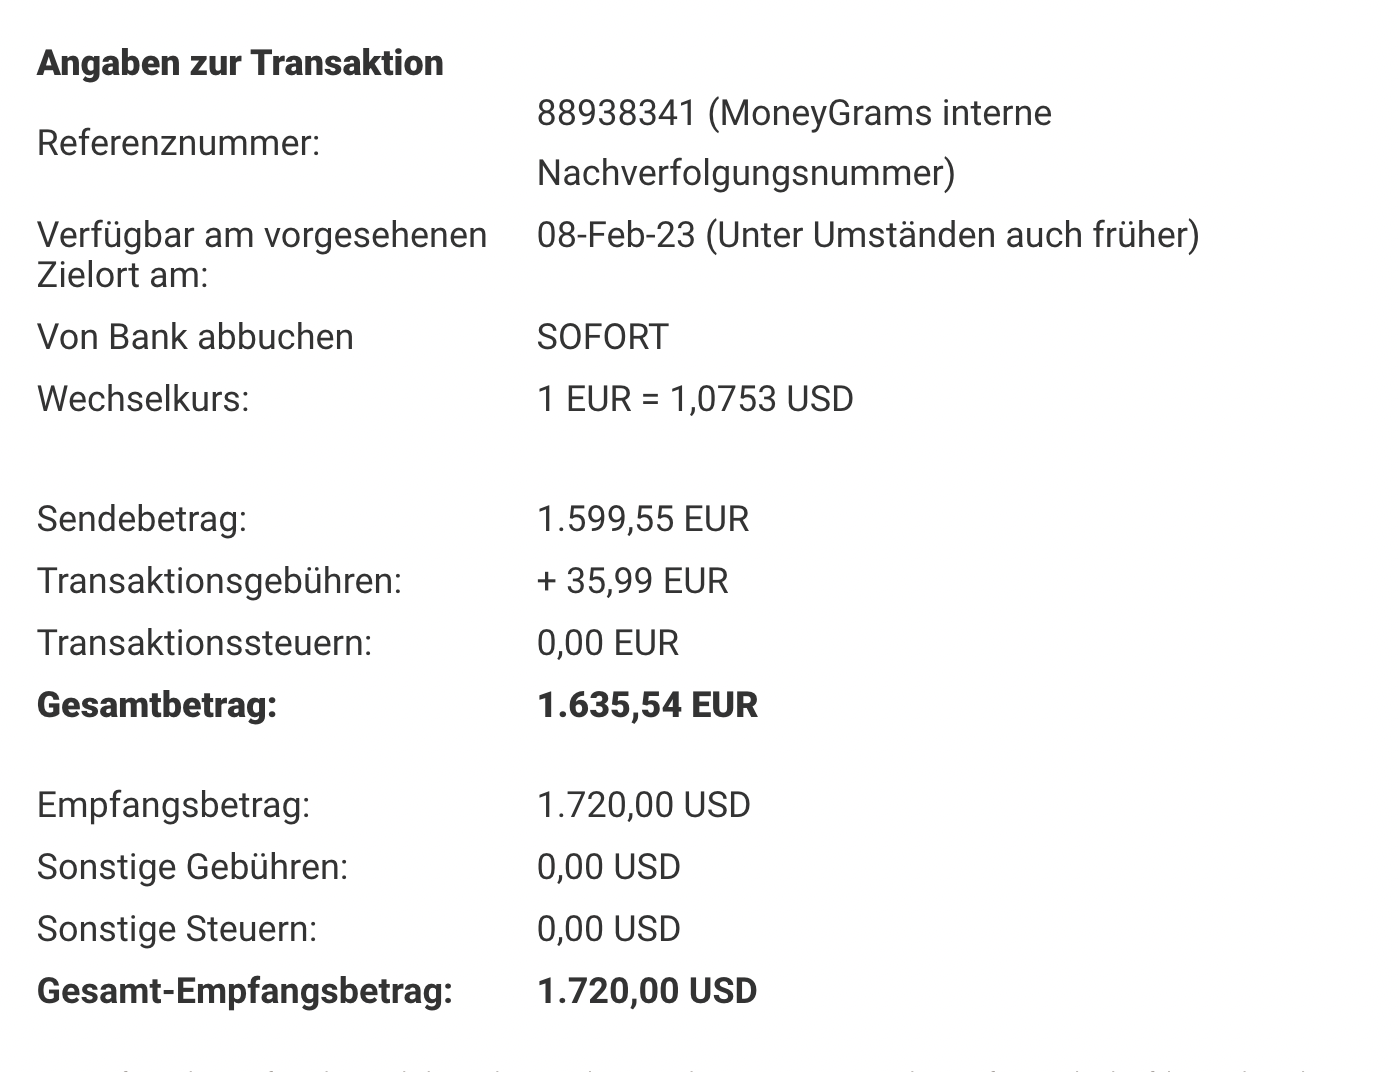 Angaben zur Transaktion
Referenznummer:
88938341 (MoneyGrams interne
Nachverfolgungsnummer)
Verfügbar am vorgesehenen
Zielort am:
08-Feb-23 (Unter Umständen auch früher)
Von Bank abbuchen
SOFORT
Wechselkurs:
1 EUR = 1,0753 USD
Sendebetrag:
1.599,55 EUR
Transaktionsgebühren:
+ 35,99 EUR
Transaktionssteuern:
0,00 EUR
Gesamtbetrag:
1.635,54 EUR
Empfangsbetrag:
1.720,00 USD
Sonstige Gebühren:
0,00 USD
Sonstige Steuern:
0,00 USD
Gesamt-Empfangsbetrag:
1.720,00 USD